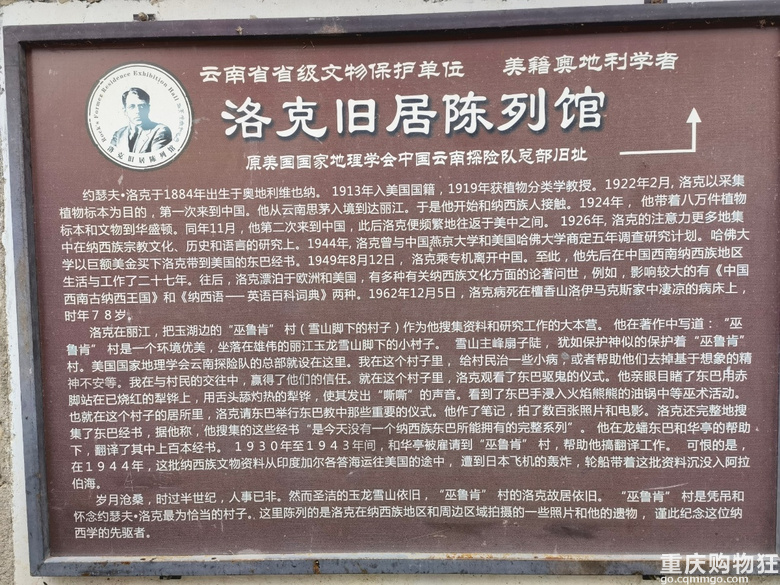 Rock's Former Residence Exhibition Hall
洛克旧居陈列馆
云南省省级文物保护单位 美籍奥地利学者
洛克旧居陈列馆
原美国国家地理学会中国云南探险队总部旧址
约瑟夫·洛克于1884年出生于奥地利维也纳。 1913年入美国国籍，1919年获植物分类学教授。1922年2月, 洛克以采集
植物标本为目的，第一次来到中国。他从云南思茅入境到达丽江。于是他开始和纳西族人接触。1924年， 他带着八万件植物
标本和文物到华盛顿。同年11月，他第二次来到中国，此后洛克便频繁地往返于美中之间。 1926年, 洛克的注意力更多地集
中在纳西族宗教文化、历史和语言的研究上。1944年, 洛克曾与中国燕京大学和美国哈佛大学商定五年调查研究计划。哈佛大
学以巨额美金买下洛克带到美国的东巴经书。1949年8月12日， 洛克乘专机离开中国。至此，他先后在中国西南纳西族地区
生活与工作了二十七年。往后，洛克漂泊于欧洲和美国，有多种有关纳西族文化方面的论著问世，例如，影响较大的有《中国
西南古纳西王国》和《纳西语——英语百科词典》两种。1962年12月5日，洛克病死在檀香山洛伊马克斯家中凄凉的病床上，
时年78岁。
洛克在丽江，把玉湖边的“巫鲁肯” 村（雪山脚下的村子）作为他搜集资料和研究工作的大本营。 他在著作中写道：“巫
鲁肯” 村是一个环境优美，坐落在雄伟的丽江玉龙雪山脚下的小村子。 雪山主峰扇子陡， 犹如保护神似的保护着“巫鲁肯”
村。美国国家地理学会云南探险队的总部就设在这里。我在这个村子里， 给村民治一些小病，或者帮助他们去掉基于想象的精
神不安等。我在与村民的交往中，赢得了他们的信任。就在这个村子里，洛克观看了东巴驱鬼的仪式。他亲眼目睹了东巴用赤
脚站在已烧红的犁铧上，用舌头舔灼热的犁铧，使其发出“嘶嘶”的声音。看到了东巴手浸入火焰熊熊的油锅中等巫术活动。
也就在这个村子的居所里，洛克请东巴举行东巴教中那些重要的仪式。他作了笔记，拍了数百张照片和电影。洛克还完整地搜
集了东巴经书，据他称，他搜集的这些经书“是今天没有一个纳西族东巴所能拥有的完整系列”。 他在龙蟠东巴和华亭的帮助
下，翻译了其中上百本经书。 1930年至1943年间，和华亭被雇请到“巫鲁肯” 村，帮助他搞翻译工作。 可恨的是，
在1944年，这批纳西族文物资料从印度加尔各答海运往美国的途中， 遭到日本飞机的轰炸，轮船带着这批资料沉没入阿拉
伯海。
岁月沧桑，时过半世纪，人事已非。然而圣洁的玉龙雪山依旧，“巫鲁肯” 村的洛克故居依旧。 “巫鲁肯” 村是凭吊和
怀念约瑟夫·洛克最为恰当的村子。这里陈列的是洛克在纳西族地区和周边区域拍摄的一些照片和他的遗物， 谨此纪念这位纳
西学的先驱者。
重庆购物狂
go.cqmmgo.com